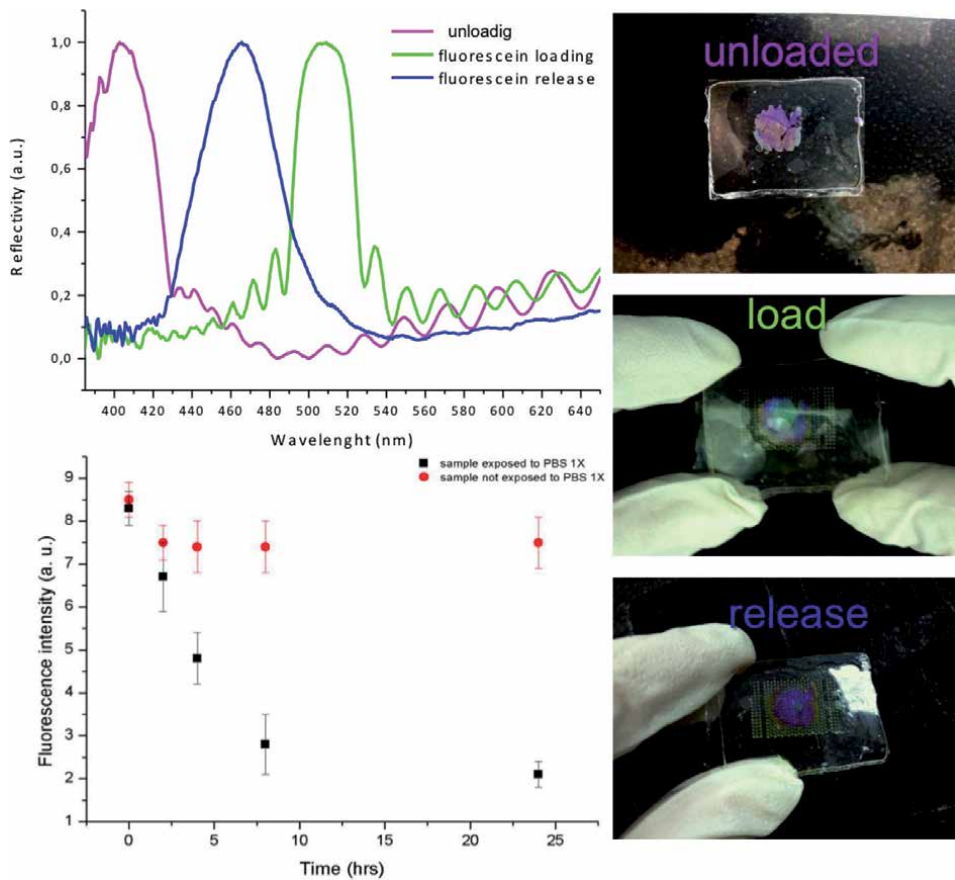 unloadig
fluorescein loading
fluorescein release
1,0
0,8
0,6
0,4
0,2
0,0
Reflectivity (a.u.)
400 420 440 460 480 500 520 540 560 580 600 620 640
Wavelenght (nm)
sample exposed to PBS 1X
sample not exposed to PBS 1X
9
8
7
6
5
4
3
2
1
Fluorescence intensity (a. u.)
0 5 10 15 20 25
Time (hrs)
unloaded
load
release